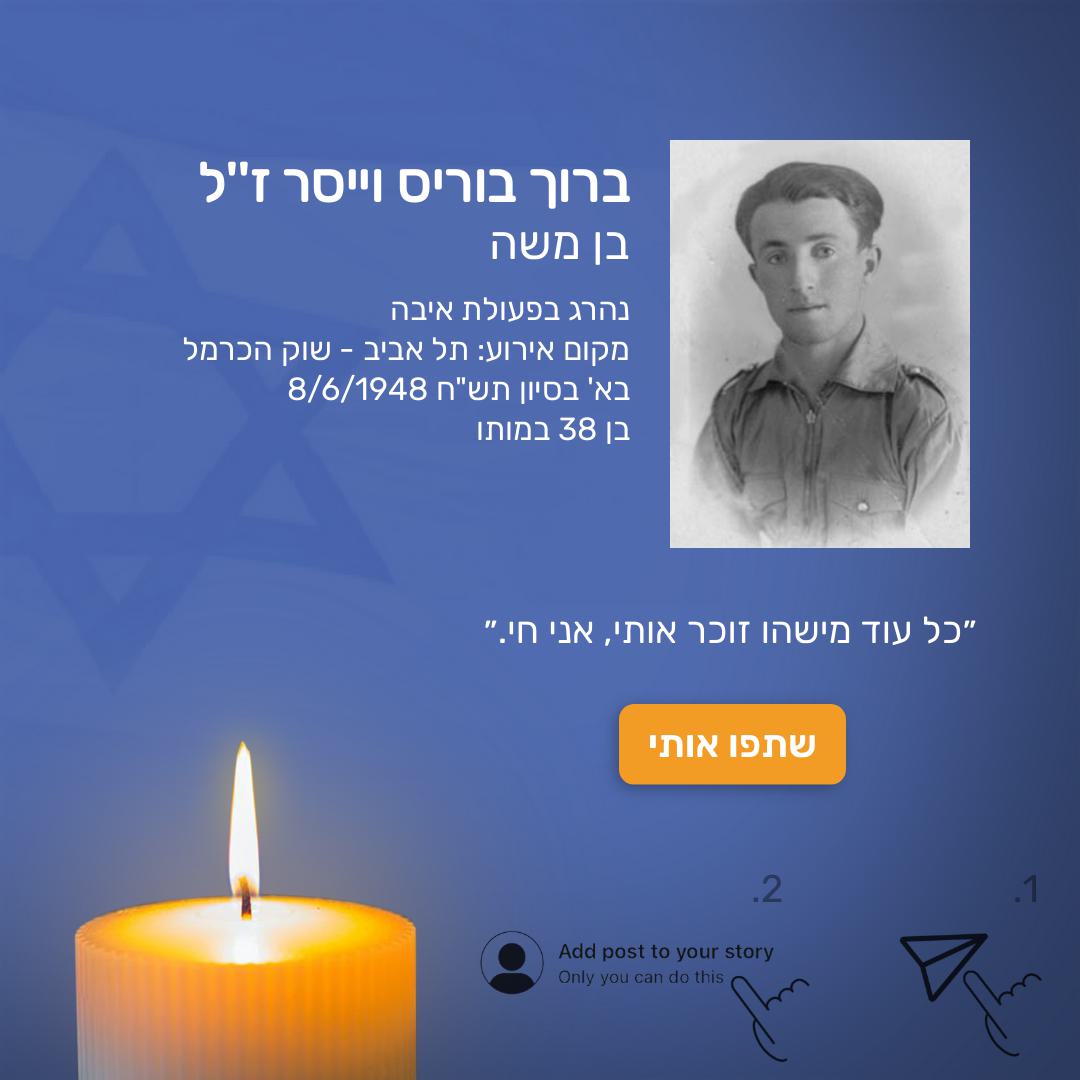 ברוך בוריס וייסר ז"ל
בן משה
נהרג בפעולת איבה
מקום אירוע: תל אביב - שוק הכרמל
בא' בסיון תש"ח 8/6/1948
בן 38 במותו
״כל עוד מישהו זוכר אותי, אני חי.״
שתפו אותי
1.
2.
Add post to your story
Only you can do this